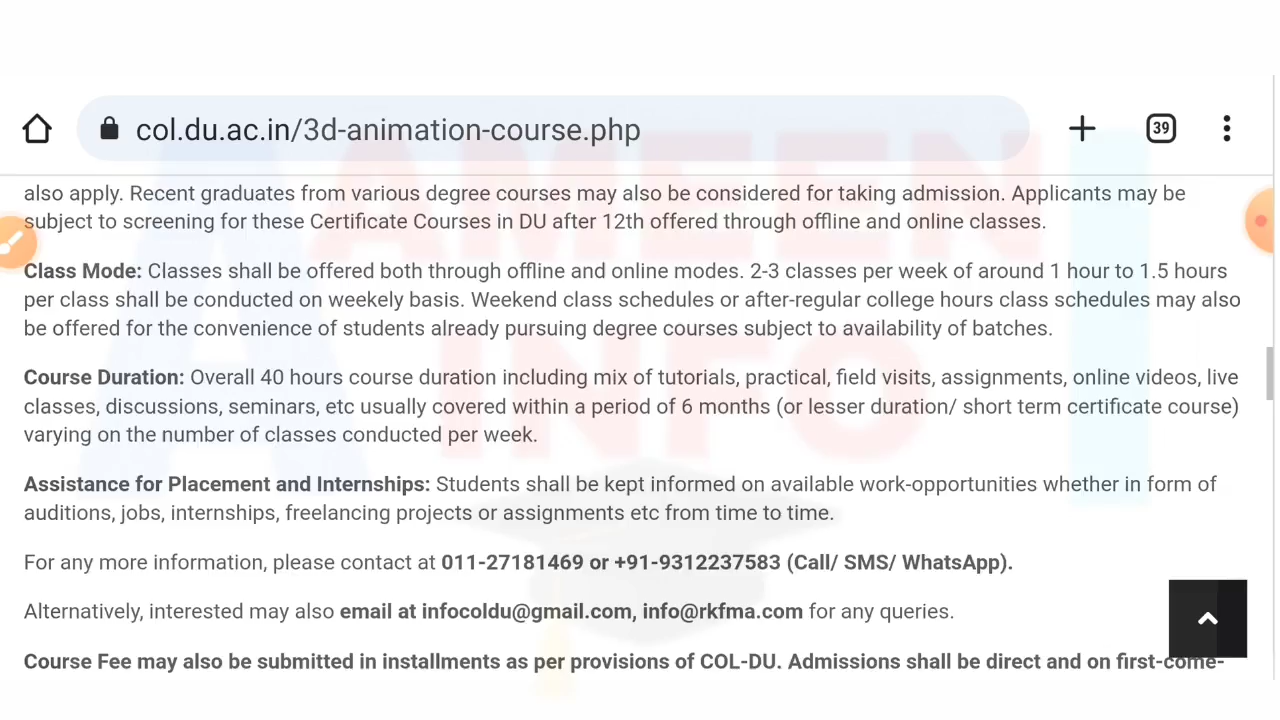 col.du.ac.in/3d-animation-course.php
39
also apply. Recent graduates from various degree courses may also be considered for taking admission. Applicants may be
subject to screening for these Certificate Courses in DU after 12th offered through offline and online classes.
Class Mode: Classes shall be offered both through offline and online modes. 2-3 classes per week of around 1 hour to 1.5 hours
per class shall be conducted on weekely basis. Weekend class schedules or after-regular college hours class schedules may also
be offered for the convenience of students already pursuing degree courses subject to availability of batches.
Course Duration: Overall 40 hours course duration including mix of tutorials, practical, field visits, assignments, online videos, live
classes, discussions, seminars, etc usually covered within a period of 6 months (or lesser duration/ short term certificate course)
varying on the number of classes conducted per week.
Assistance for Placement and Internships: Students shall be kept informed on available work-opportunities whether in form of
auditions, jobs, internships, freelancing projects or assignments etc from time to time.
For any more information, please contact at 011-27181469 or +91-9312237583 (Call/ SMS/ WhatsApp).
Alternatively, interested may also email at infocoldu@gmail.com, info@rkfma.com for any queries.
Course Fee may also be submitted in installments as per provisions of COL-DU. Admissions shall be direct and on first-come-
AMEEN
INFO